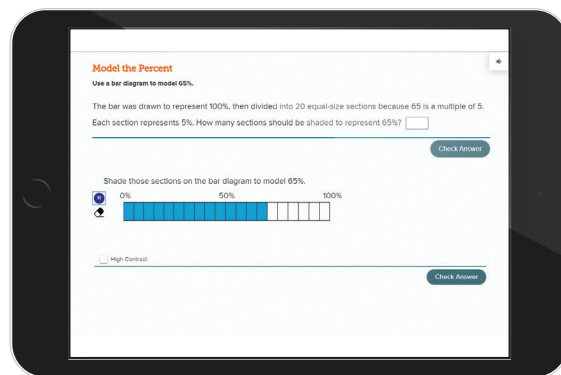 Model the Percent
Use a bar diagram to model 65%.
The bar was drawn to represent 100%, then divided into 20 equal-size sections because 65 is a multiple of 5.
Each section represents 5%. How many sections should be shaded to represent 65%?
Check Answer
Shade those sections on the bar diagram to model 65%.
0% 50% 100%
High Contrast
Check Answer